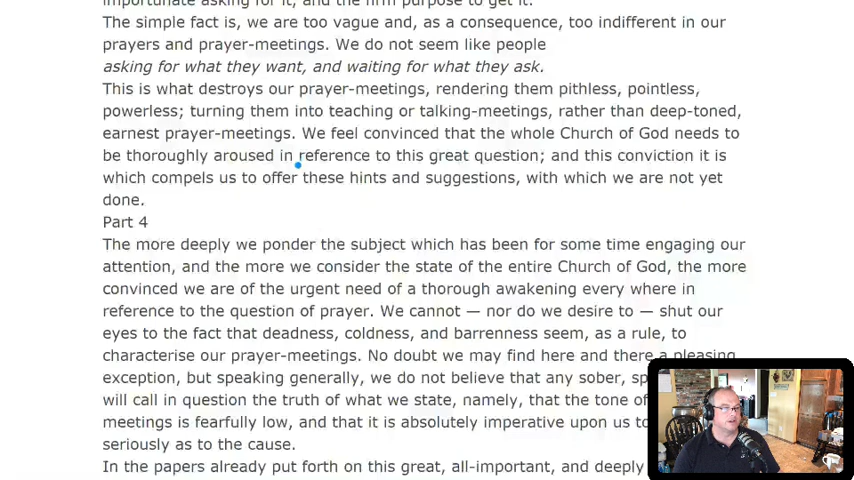 importunate asking for it, and the firm purpose to get it.
The simple fact is, we are too vague and, as a consequence, too indifferent in our
prayers and prayer-meetings. We do not seem like people
asking for what they want, and waiting for what they ask.
This is what destroys our prayer-meetings, rendering them pithless, pointless,
powerless; turning them into teaching or talking-meetings, rather than deep-toned,
earnest prayer-meetings. We feel convinced that the whole Church of God needs to
be thoroughly aroused in reference to this great question; and this conviction it is
which compels us to offer these hints and suggestions, with which we are not yet
done.
Part 4
The more deeply we ponder the subject which has been for some time engaging our
attention, and the more we consider the state of the entire Church of God, the more
convinced we are of the urgent need of a thorough awakening every where in
reference to the question of prayer. We cannot — nor do we desire to — shut our
eyes to the fact that deadness, coldness, and barrenness seem, as a rule, to
characterise our prayer-meetings. No doubt we may find here and there a pleasing
exception, but speaking generally, we do not believe that any sober,
will call in question the truth of what we state, namely, that the tone of
meetings is fearfully low, and that it is absolutely imperative upon us to
seriously as to the cause.
In the papers already put forth on this great, all-important, and deeply